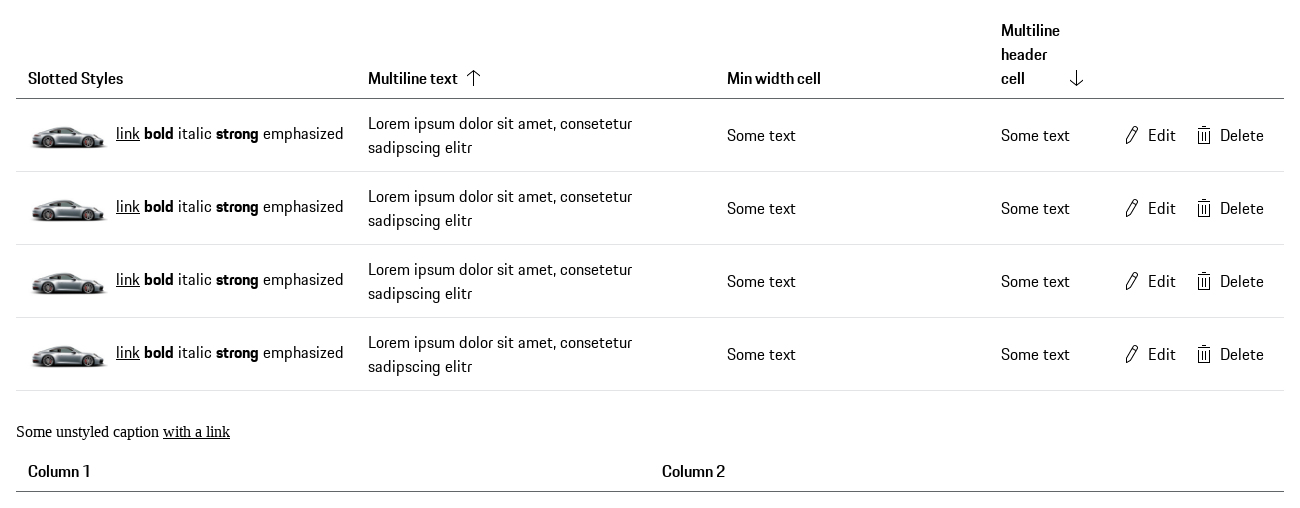 Multiline
header
Slotted Styles Multiline text Min width cell cell
link bold italic strong emphasized Lorem ipsum dolor sit amet, consetetur
sadipscing elitr Some text Some text Edit Delete
link bold italic strong emphasized Lorem ipsum dolor sit amet, consetetur
sadipscing elitr Some text Some text Edit Delete
link bold italic strong emphasized Lorem ipsum dolor sit amet, consetetur
sadipscing elitr Some text Some text Edit Delete
link bold italic strong emphasized Lorem ipsum dolor sit amet, consetetur
sadipscing elitr Some text Some text Edit Delete
Some unstyled caption with a link
Column 1 Column 2